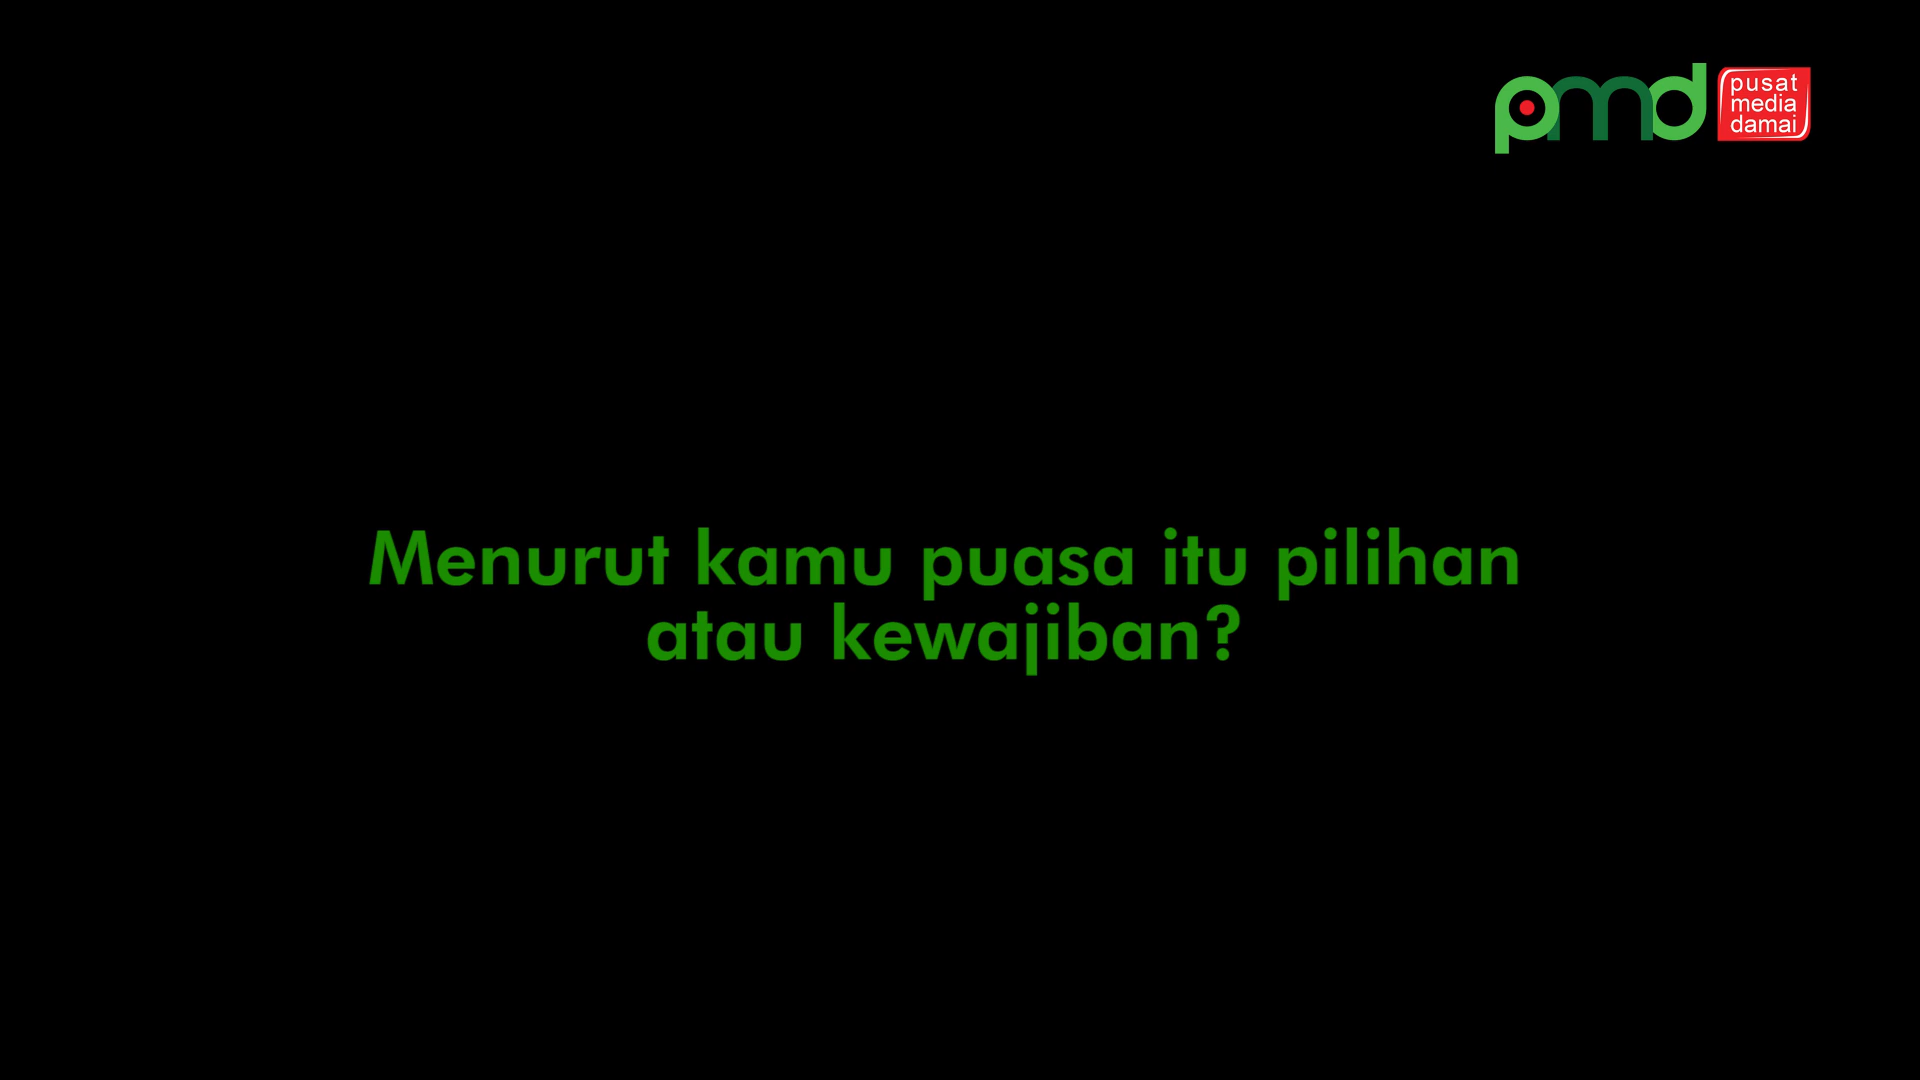 pmd
pusat
media
damai
Menurut kamu puasa itu pilihan
atau kewajiban?